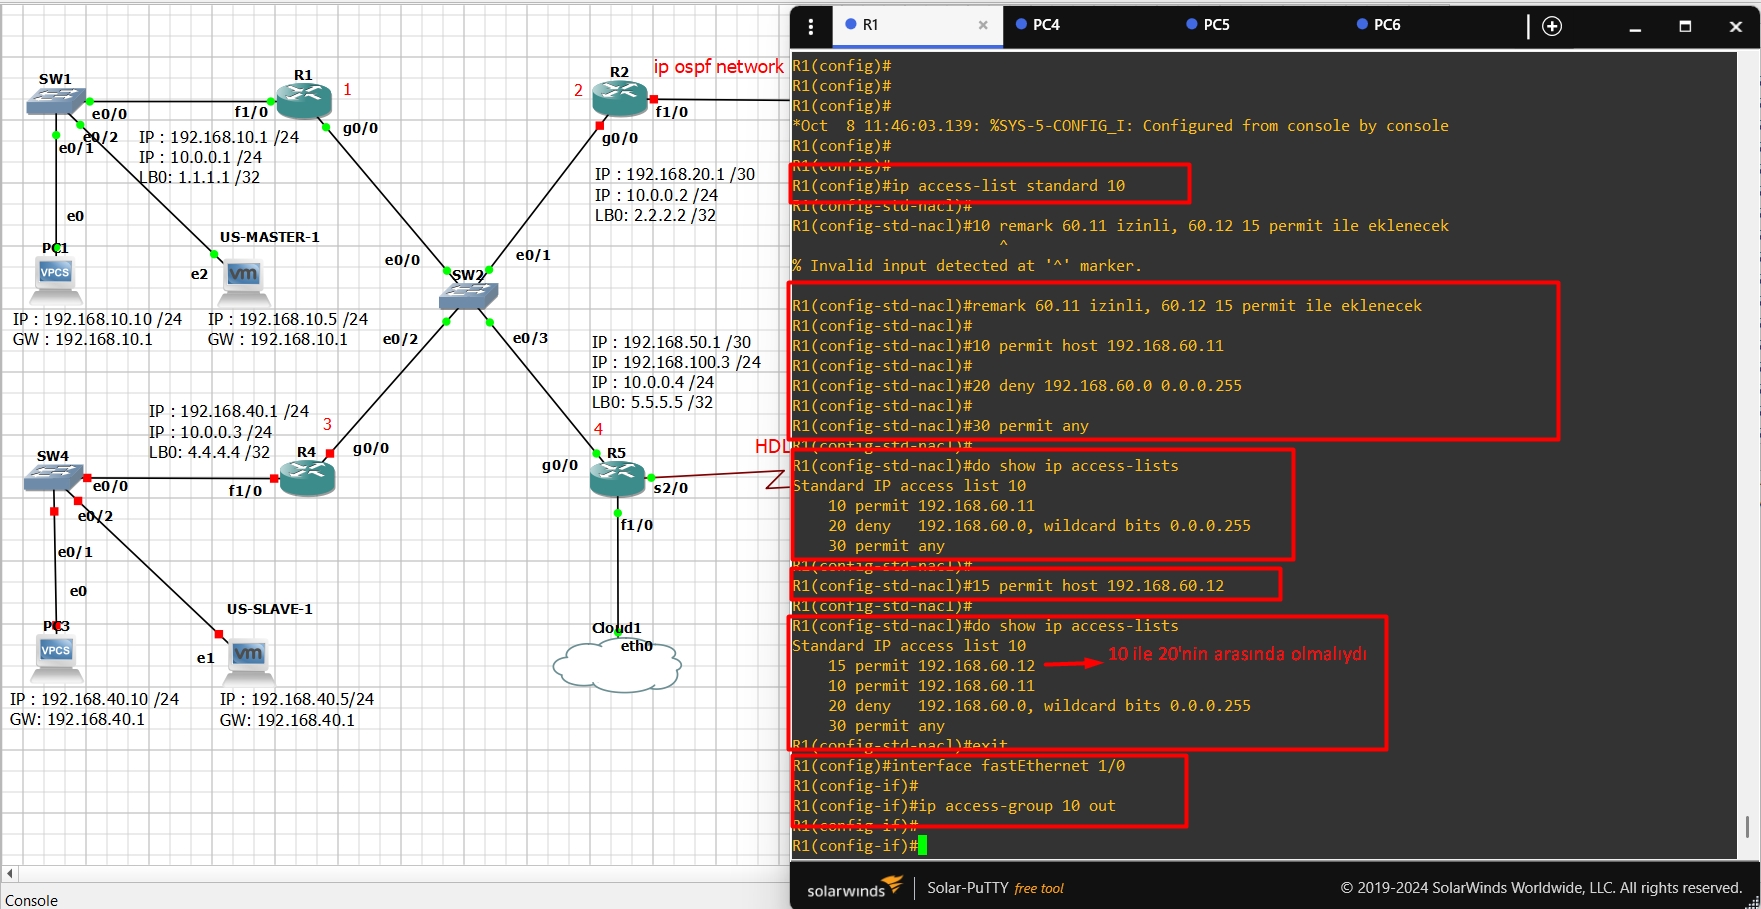 SW1
R1
1
e0/0
f1/0
g0/0
e0/2
e0/1
IP : 192.168.10.1 /24
IP : 10.0.0.1 /24
LB0: 1.1.1.1 /32
e0
PC1
VPCS
US-MASTER-1
e2
vm
IP : 192.168.10.10 /24
GW : 192.168.10.1
IP : 192.168.10.5 /24
GW : 192.168.10.1
ip ospf network
R2
2
f1/0
g0/0
IP : 192.168.20.1 /30
IP : 10.0.0.2 /24
LB0: 2.2.2.2 /32
e0/0
e0/1
SW2
e0/2
e0/3
IP : 192.168.50.1 /30
IP : 192.168.100.3 /24
IP : 10.0.0.4 /24
LB0: 5.5.5.5 /32
IP : 192.168.40.1 /24
IP : 10.0.0.3 /24
LB0: 4.4.4.4 /32
3
g0/0
R4
f1/0
SW4
e0/0
e0/2
e0/1
e0
PC3
VPCS
US-SLAVE-1
e1
vm
IP : 192.168.40.10 /24
GW: 192.168.40.1
IP : 192.168.40.5/24
GW: 192.168.40.1
4
HDL
g0/0
R5
s2/0
f1/0
Cloud1
eth0
Console
R1
PC4
PC5
PC6
R1(config)#
R1(config)#
R1(config)#
*Oct  8 11:46:03.139: %SYS-5-CONFIG_I: Configured from console by console
R1(config)#
R1(config)#
R1(config)#ip access-list standard 10
R1(config-std-nacl)#
R1(config-std-nacl)#10 remark 60.11 izinli, 60.12 15 permit ile eklenecek
^
% Invalid input detected at '^' marker.
R1(config-std-nacl)#remark 60.11 izinli, 60.12 15 permit ile eklenecek
R1(config-std-nacl)#
R1(config-std-nacl)#10 permit host 192.168.60.11
R1(config-std-nacl)#
R1(config-std-nacl)#20 deny 192.168.60.0 0.0.0.255
R1(config-std-nacl)#
R1(config-std-nacl)#30 permit any
R1(config-std-nacl)#
R1(config-std-nacl)#do show ip access-lists
Standard IP access list 10
10 permit 192.168.60.11
20 deny   192.168.60.0, wildcard bits 0.0.0.255
30 permit any
R1(config-std-nacl)#
R1(config-std-nacl)#15 permit host 192.168.60.12
R1(config-std-nacl)#
R1(config-std-nacl)#do show ip access-lists
Standard IP access list 10
15 permit 192.168.60.12
10 ile 20'nin arasında olmalıydı
10 permit 192.168.60.11
20 deny   192.168.60.0, wildcard bits 0.0.0.255
30 permit any
R1(config-std-nacl)#exit
R1(config)#interface fastEthernet 1/0
R1(config-if)#
R1(config-if)#ip access-group 10 out
R1(config-if)#
R1(config-if)#
solarwinds
Solar-PuTTY free tool
© 2019-2024 SolarWinds Worldwide, LLC. All rights reserved.